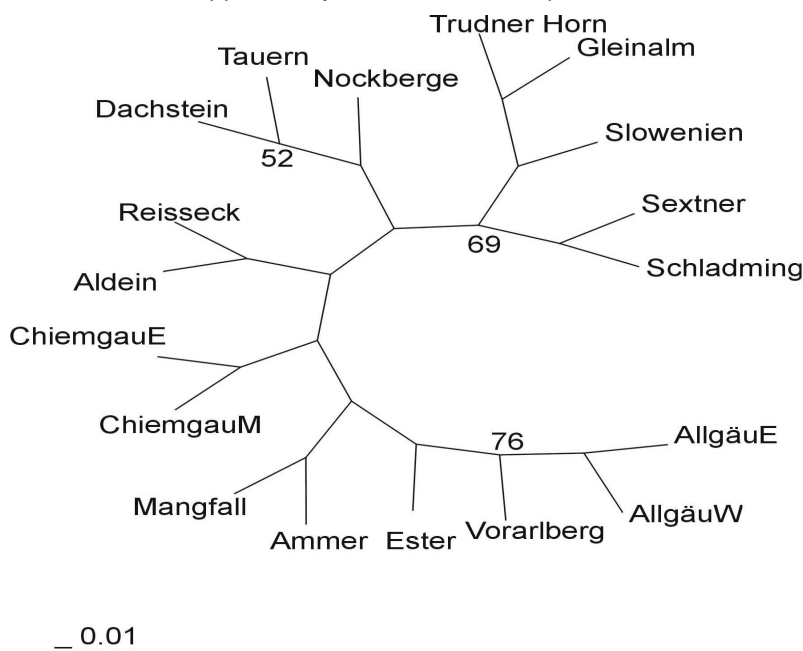 Trudner Horn
Gleinalm
Tauern
Nockberge
Dachstein
Slowenien
52
Sextner
Reisseck
69
Schladming
Aldein
ChiemgauE
ChiemgauM
76
AllgäuE
Mangfall
AllgäuW
Ammer
Ester
Vorarlberg
_ 0.01